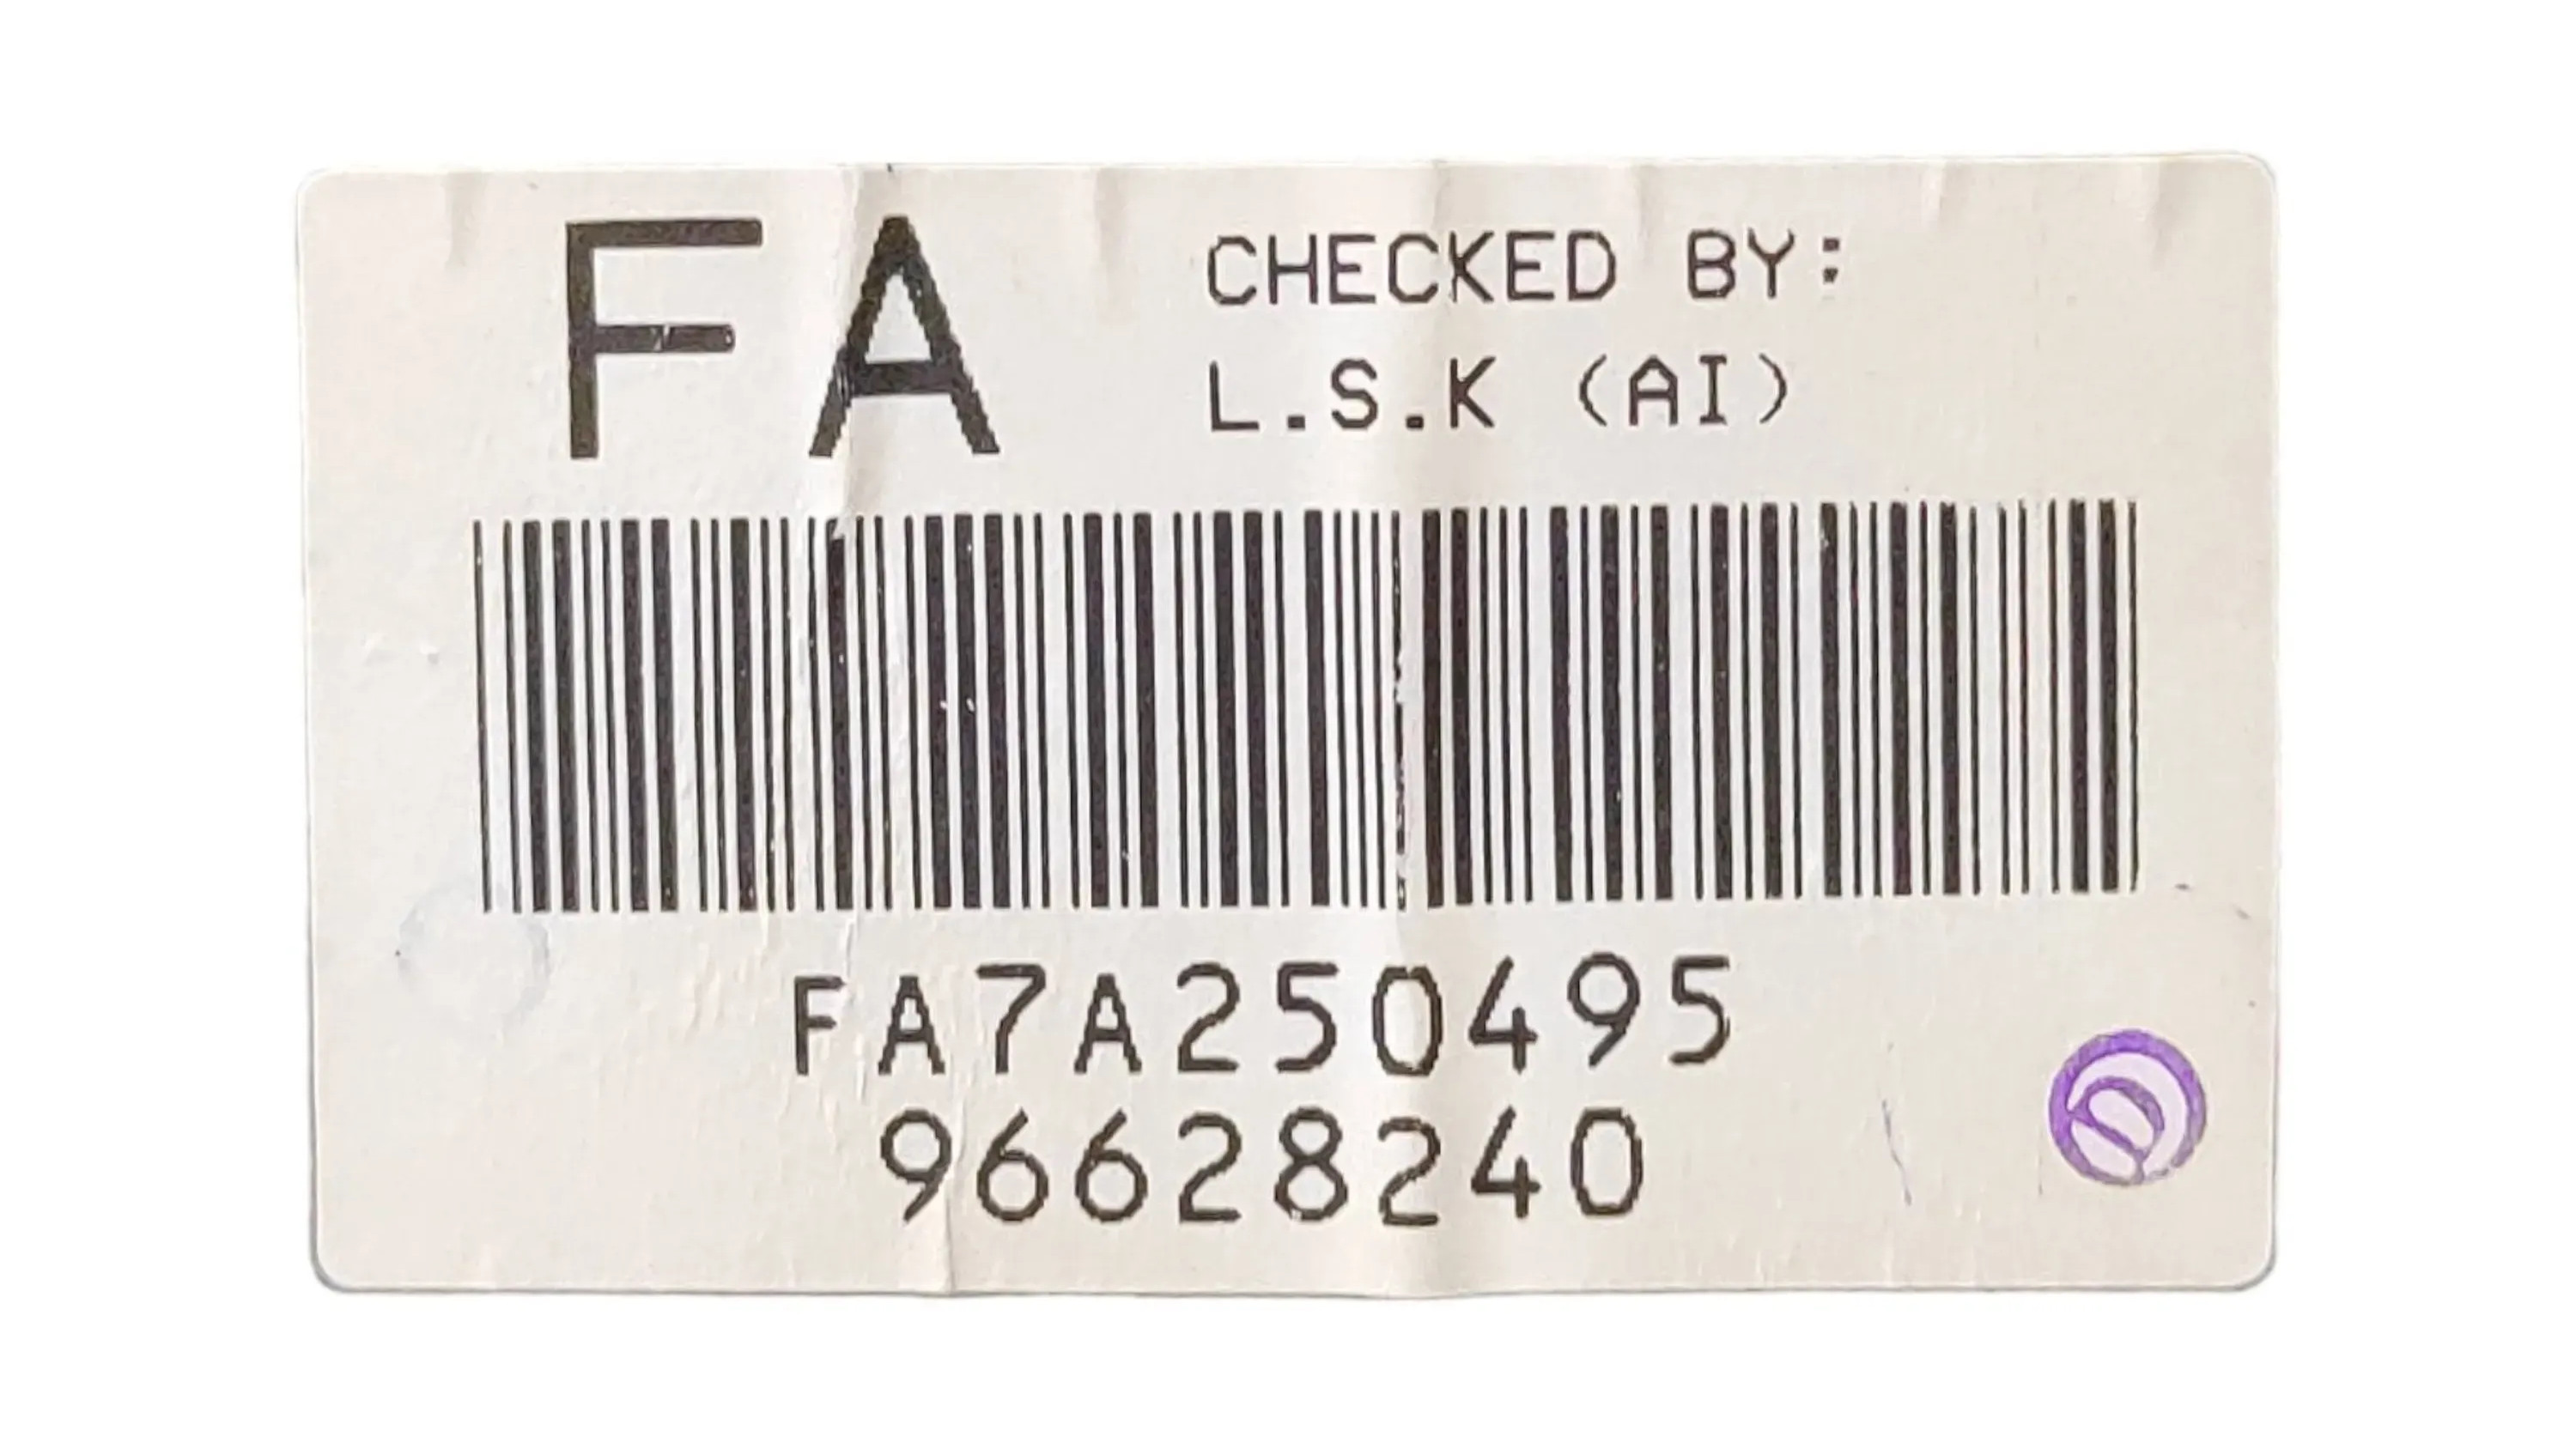 FA
CHECKED BY:
L.S.K (AI)
FA7A250495
96628240
D